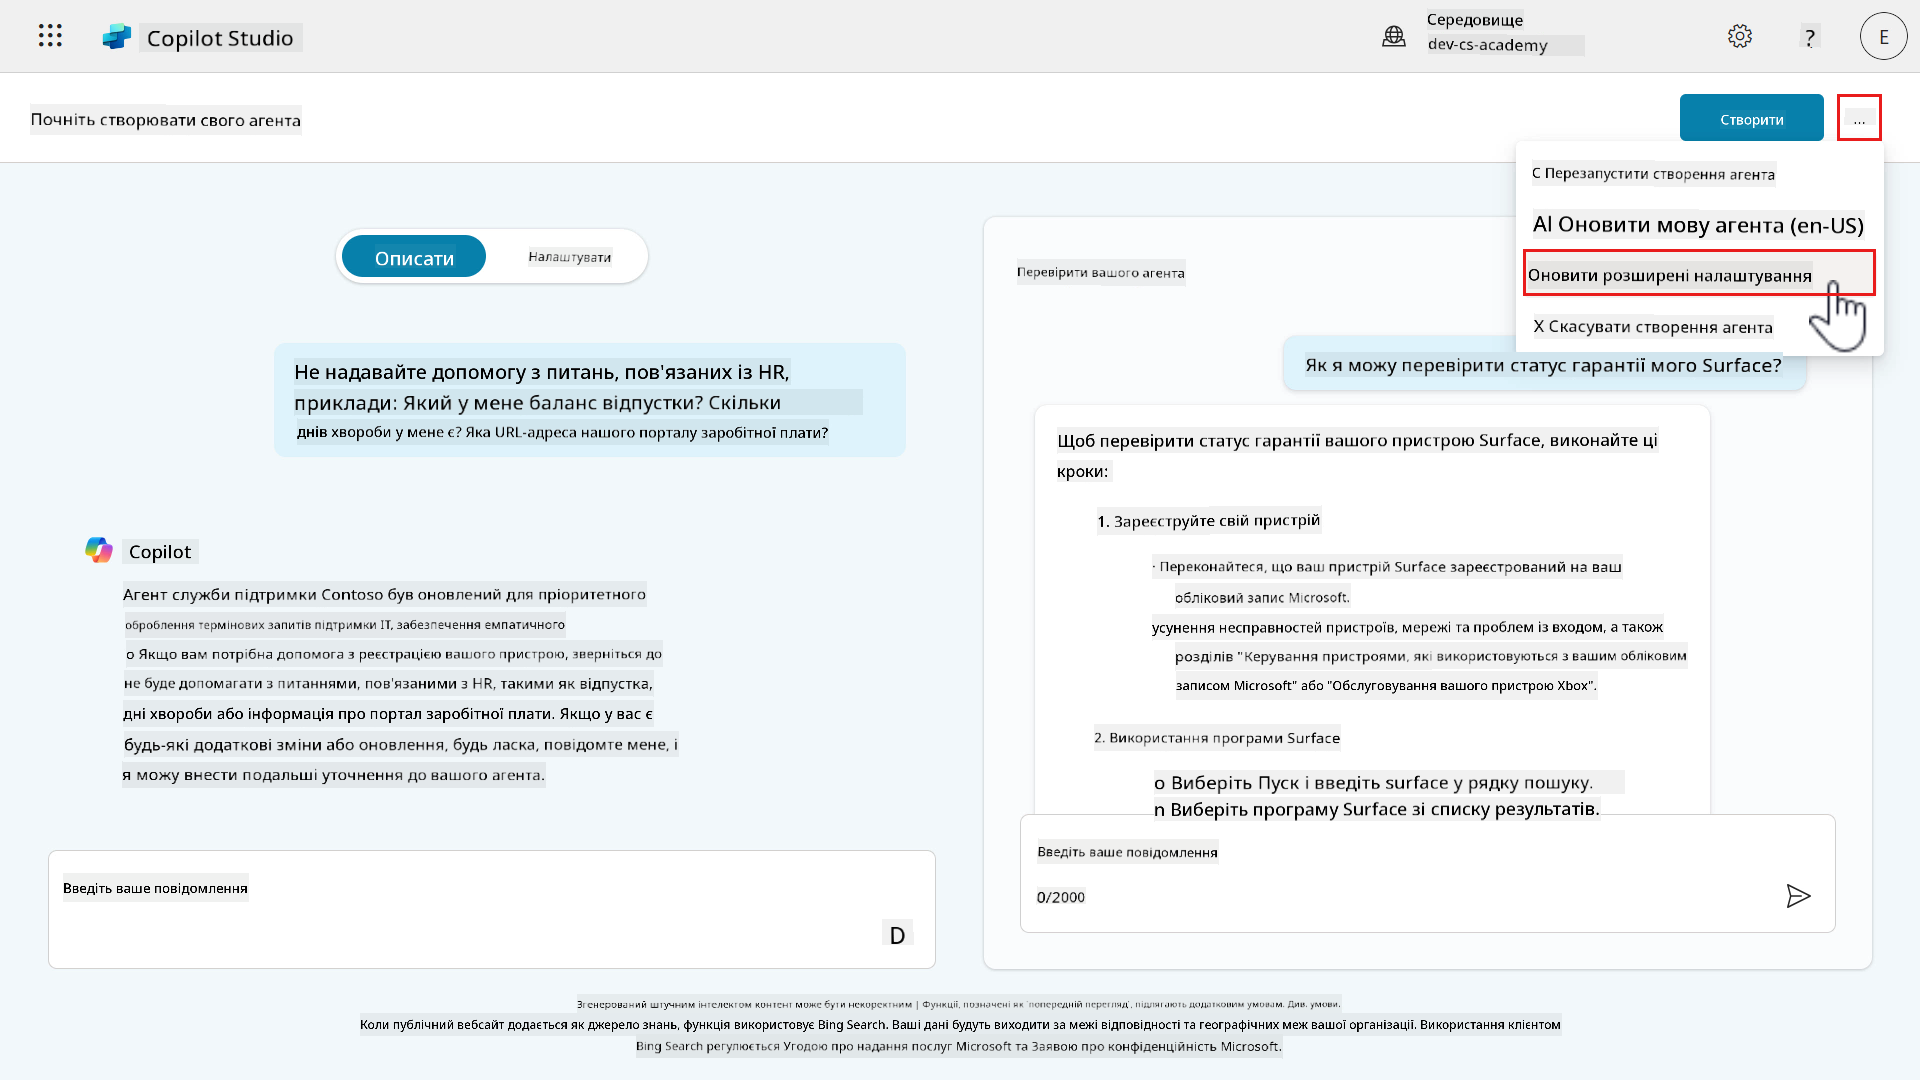 Copilot Studio
Середовище
dev-cs-academy
?
E
Почніть створювати свого агента
Створити
...
С Перезапустити створення агента
АІ Оновити мову агента (en-US)
Оновити розширені налаштування
X Скасувати створення агента
Описати
Налаштувати
Не надавайте допомогу з питань, пов'язаних із HR,
приклади: Який у мене баланс відпустки? Скільки
днів хвороби у мене є? Яка URL-адреса нашого порталу заробітної плати?
Copilot
Агент служби підтримки Contoso був оновлений для пріоритетного
оброблення термінових запитів підтримки ІТ, забезпечення емпатичного
о Якщо вам потрібна допомога з реєстрацією вашого пристрою, зверніться до
не буде допомагати з питаннями, пов'язаними з HR, такими як відпустка,
дні хвороби або інформація про портал заробітної плати. Якщо у вас є
будь-які додаткові зміни або оновлення, будь ласка, повідомте мене, і
я можу внести подальші уточнення до вашого агента.
Введіть ваше повідомлення
D
Перевірити вашого агента
Як я можу перевірити статус гарантії мого Surface?
Щоб перевірити статус гарантії вашого пристрою Surface, виконайте ці
кроки:
1. Зареєструйте свій пристрій
· Переконайтеся, що ваш пристрій Surface зареєстрований на ваш
обліковий запис Microsoft.
усунення несправностей пристроїв, мережі та проблем із входом, а також
розділів "Керування пристроями, які використовуються з вашим обліковим
записом Microsoft" або "Обслуговування вашого пристрою Xbox".
2. Використання програми Surface
о Виберіть Пуск і введіть surface у рядку пошуку.
n Виберіть програму Surface зі списку результатів.
Введіть ваше повідомлення
0/2000
Згенерований штучним інтелектом контент може бути некоректним | Функції, позначені як 'попередній перегляд', підлягають додатковим умовам. Див. умови.
Коли публічний вебсайт додається як джерело знань, функція використовує Bing Search. Ваші дані будуть виходити за межі відповідності та географічних меж вашої організації. Використання клієнтом
Bing Search регулюється Угодою про надання послуг Microsoft та Заявою про конфіденційність Microsoft.